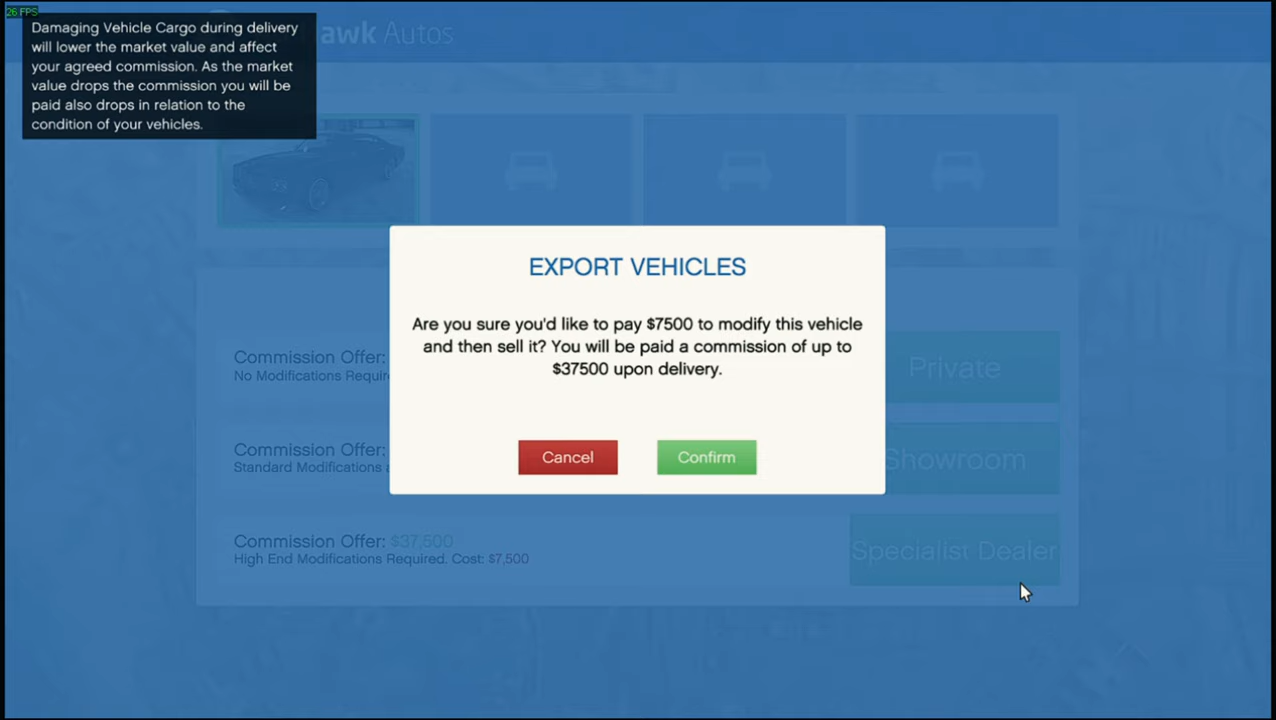 26 FPS
Damaging Vehicle Cargo during delivery
will lower the market value and affect
your agreed commission. As the market
value drops the commission you will be
paid also drops in relation to the
condition of your vehicles.
Autos
EXPORT VEHICLES
Are you sure you'd like to pay $7500 to modify this vehicle
and then sell it? You will be paid a commission of up to
$37500 upon delivery.
Cancel
Confirm
Commission Offer:
No Modifications
Private
Commission Offer:
Standard Modifications
Showroom
Commission Offer: $37,500
High End Modifications Required. Cost: $7,500
Specialist Dealer